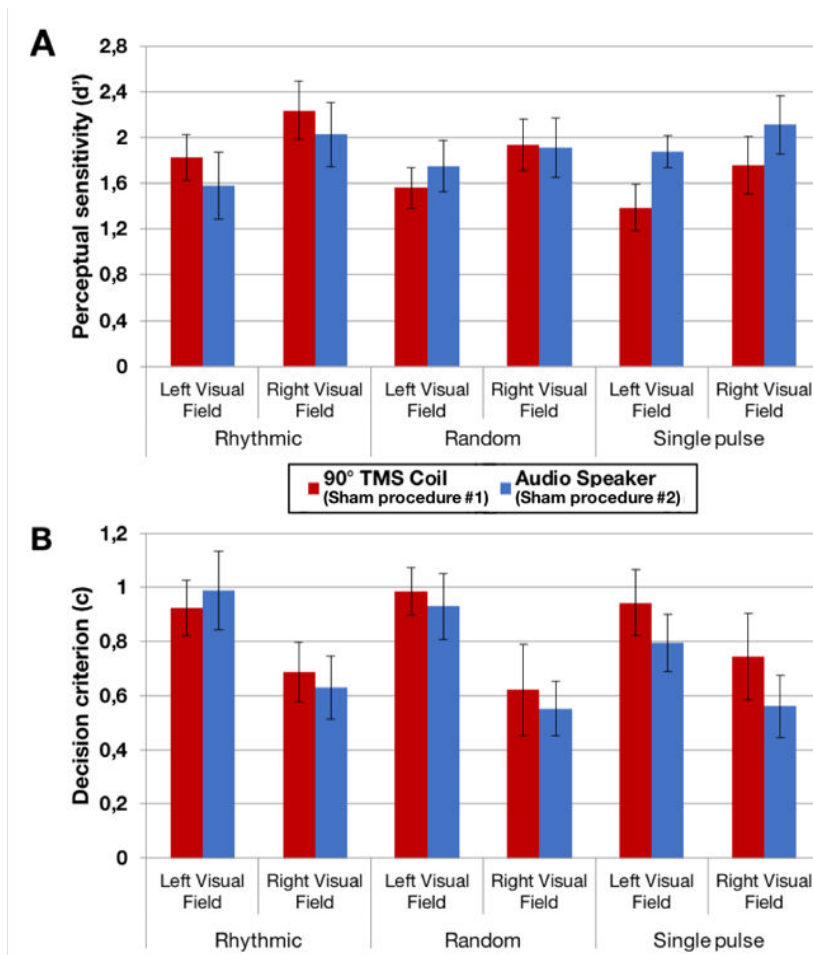 A
Perceptual sensitivity (d’)
2,8
2,4
2
1,6
1,2
0,8
0,4
0
Left Visual Field
Right Visual Field
Left Visual Field
Right Visual Field
Left Visual Field
Right Visual Field
Rhythmic
Random
Single pulse
90° TMS Coil
(Sham procedure #1)
Audio Speaker
(Sham procedure #2)
B
Decision criterion (c)
1,2
1
0,8
0,6
0,4
0,2
0
Left Visual Field
Right Visual Field
Left Visual Field
Right Visual Field
Left Visual Field
Right Visual Field
Rhythmic
Random
Single pulse